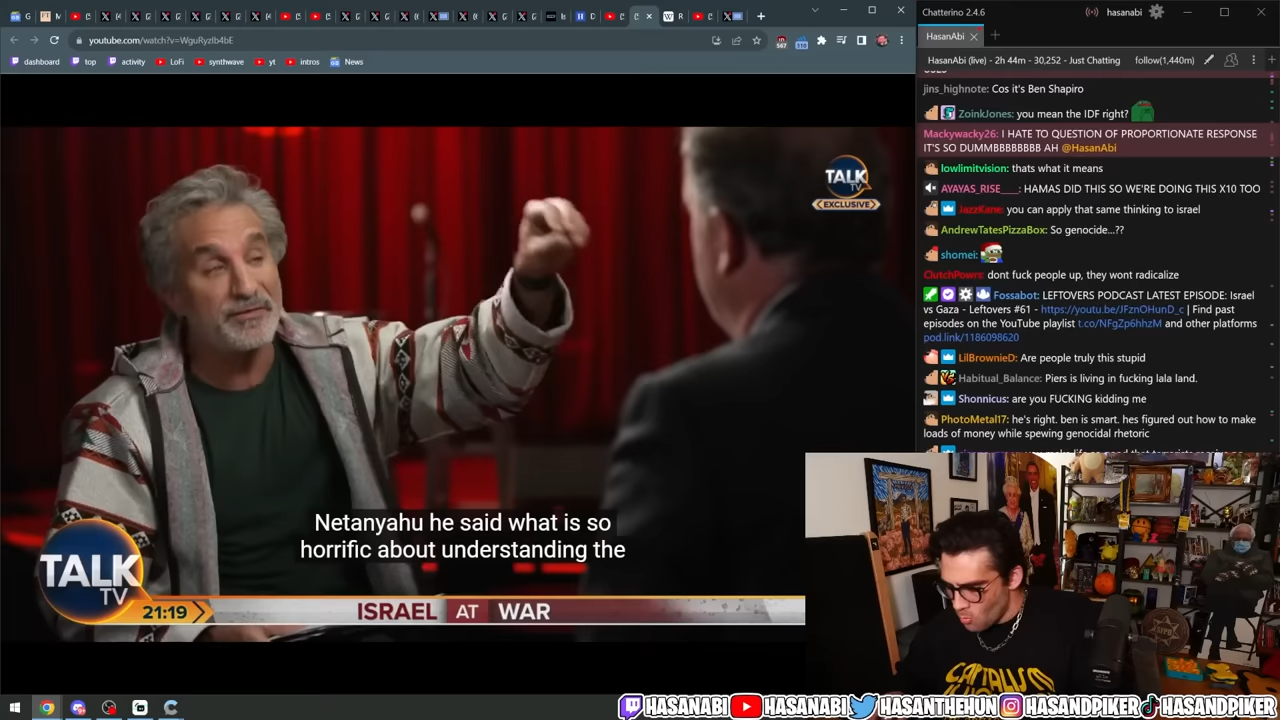 youtube.com/watch?v=WguRyzJb4bE
dashboard
top
activity
LoFi
synthwave
yt
intros
News
Chatterino 2.4.6
hasanabi
HasanAbi
HasanAbi (live) - 2h 44m - 30,252 - Just Chatting
follow(1,440m)
jins_highnote: Cos it's Ben Shapiro
ZoinkJones: you mean the IDF right?
Mackywacky26: I HATE TO QUESTION OF PROPORTIONATE RESPONSE
IT'S SO DUMMBBBBBBBB AH @HasanAbi
lowlimitvision: thats what it means
AYAYAS_RISE___: HAMAS DID THIS SO WE'RE DOING THIS X10 TOO
JazzKane: you can apply that same thinking to israel
AndrewTatesPizzaBox: So genocide...??
shomei:
ClutchPowrs: dont fuck people up, they wont radicalize
Fossabot: LEFTOVERS PODCAST LATEST EPISODE: Israel
vs Gaza - Leftovers #61 - https://youtu.be/JFznOHunD_c | Find past
episodes on the YouTube playlist t.co/NFgZp6hhzM and other platforms
pod.link/1186098620
LilBrownieD: Are people truly this stupid
Habitual_Balance: Piers is living in fucking lala land.
Shonnicus: are you FUCKING kidding me
PhotoMetal17: he's right. ben is smart. hes figured out how to make
loads of money while spewing genocidal rhetoric
TALK
TV
EXCLUSIVE
Netanyahu he said what is so
horrific about understanding the
TALK
TV
21:19
ISRAEL AT WAR
CAPITALISM
HASANABI
HASANABI
HASANTHEHUN
HASANDPIKER
HASANDPIKER